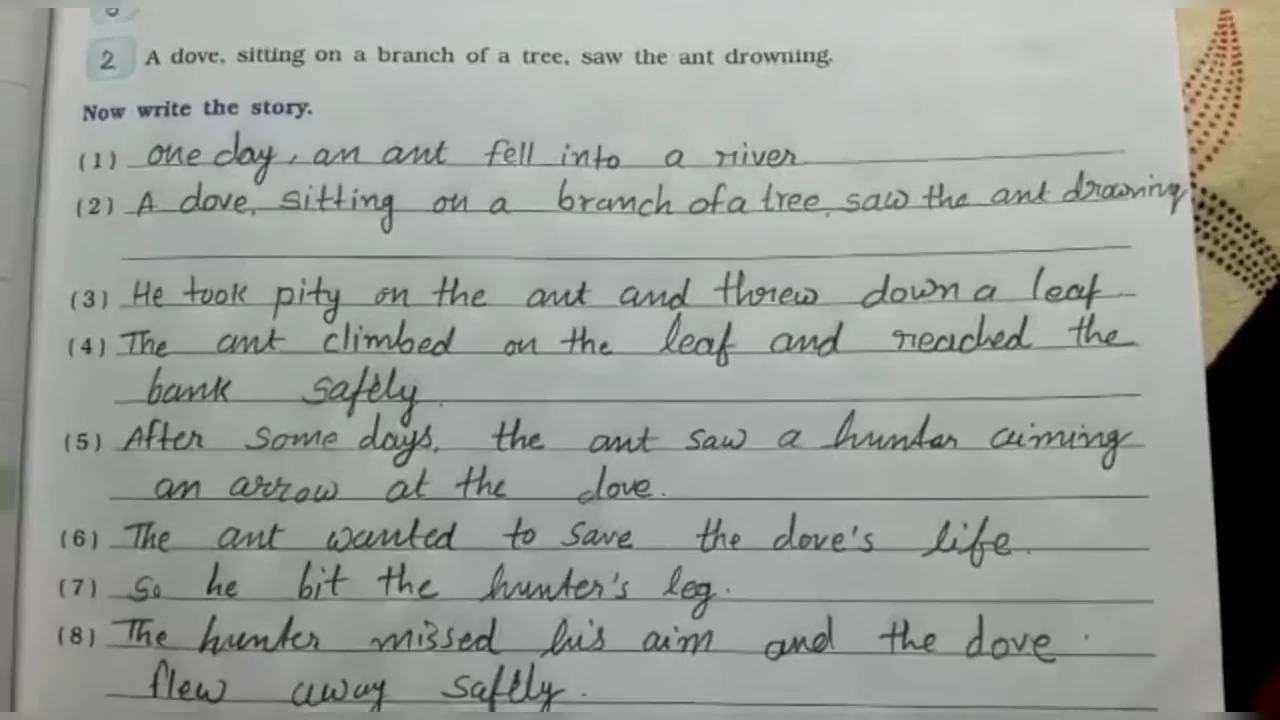 2 A dove, sitting on a branch of a tree, saw the ant drowning.
Now write the story.
(1) one day, an ant fell into a river
(2) A dove, sitting on a branch of a tree, saw the ant drowning
(3) He took pity on the ant and threw down a leaf
(4) The ant climbed on the leaf and reached the
bank safely.
(5) After some days, the ant saw a hunter aiming
an arrow at the dove.
(6) The ant wanted to save the dove's life.
(7) So he bit the hunter's leg.
(8) The hunter missed his aim and the dove
flew away saftly.